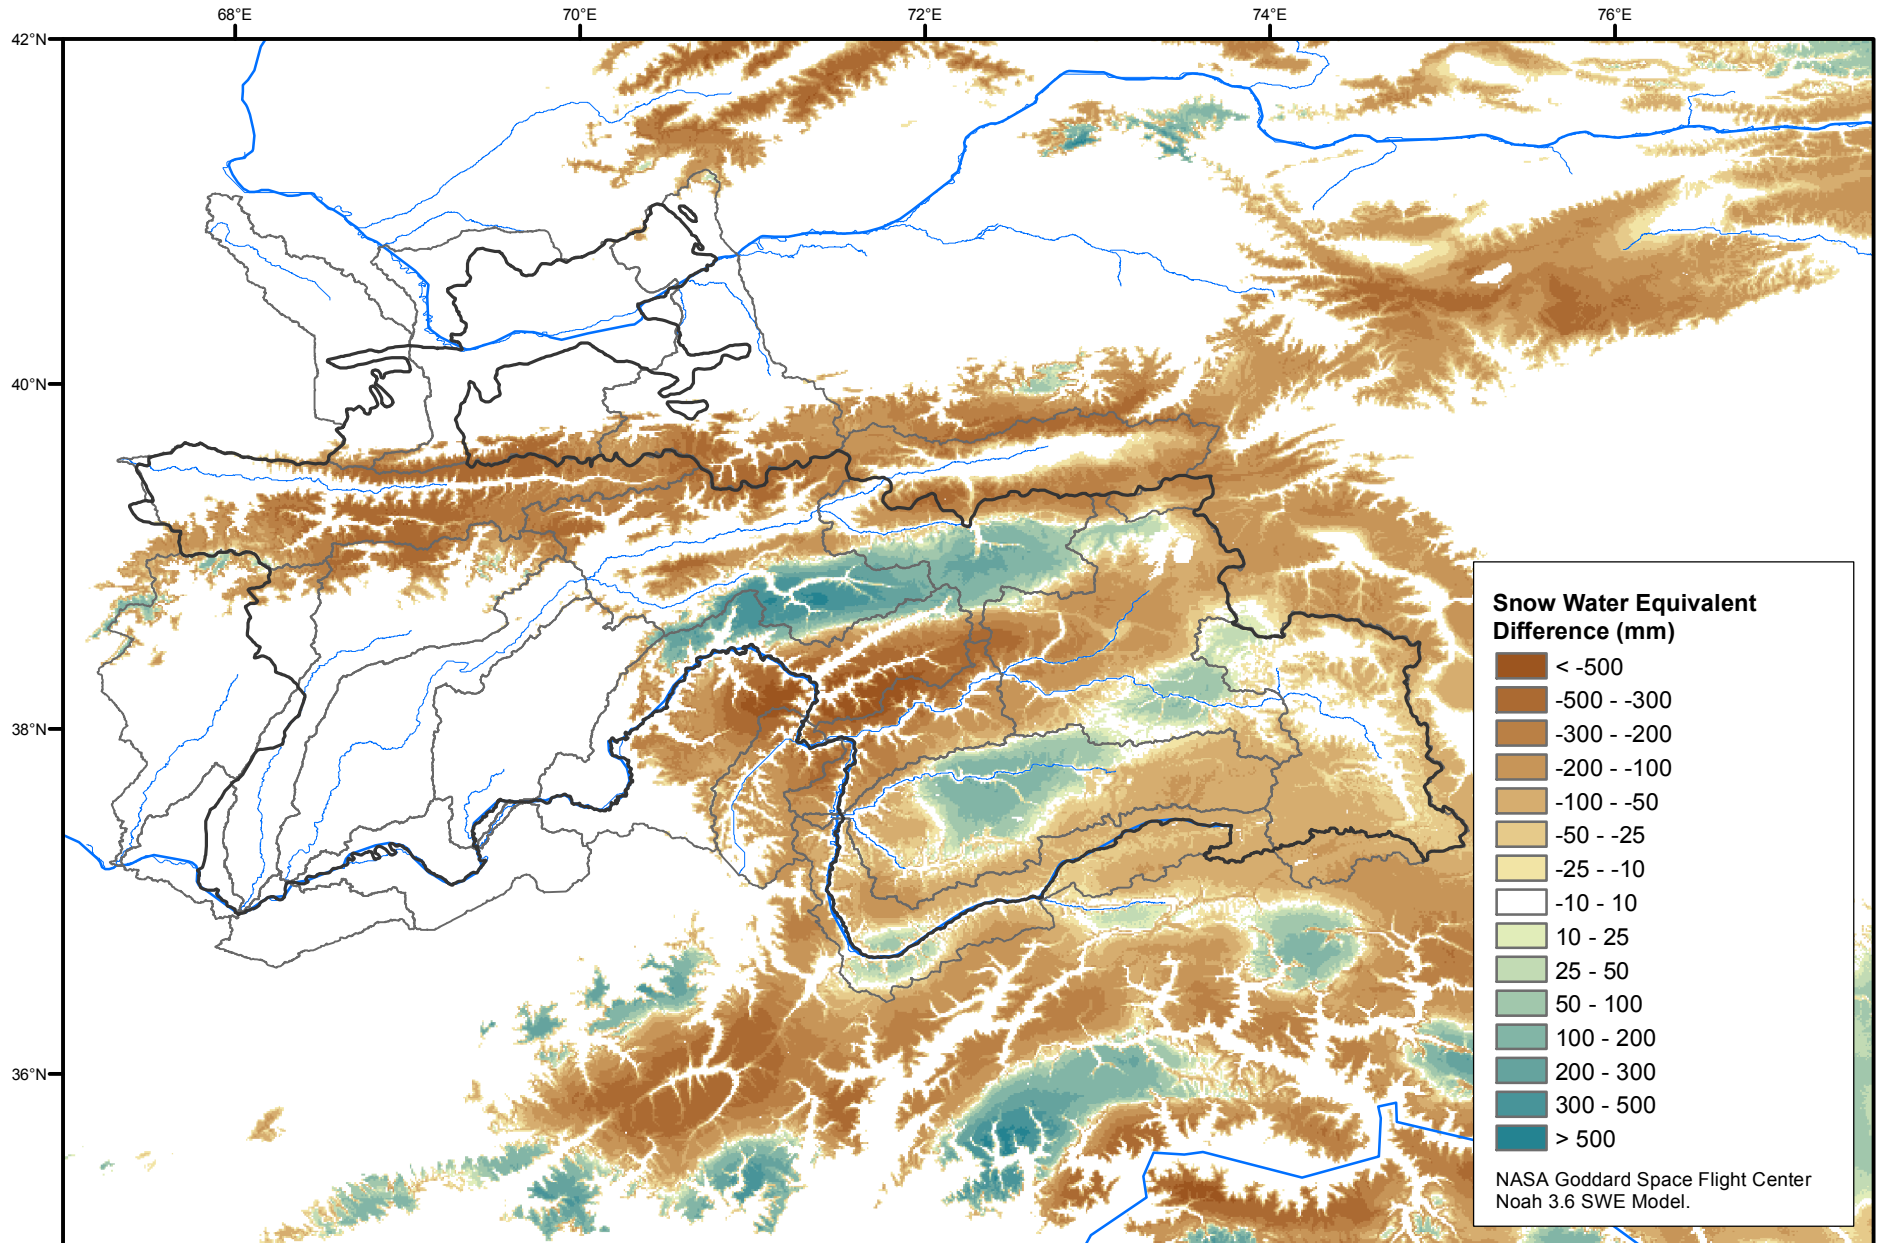 68°E 70°E 72°E 74°E 76°E
42°N
40°N
38°N
36°N
Snow Water Equivalent
Difference (mm)
< -500
-500 - -300
-300 - -200
-200 - -100
-100 - -50
-50 - -25
-25 - -10
-10 - 10
10 - 25
25 - 50
50 - 100
100 - 200
200 - 300
300 - 500
> 500
NASA Goddard Space Flight Center
Noah 3.6 SWE Model.